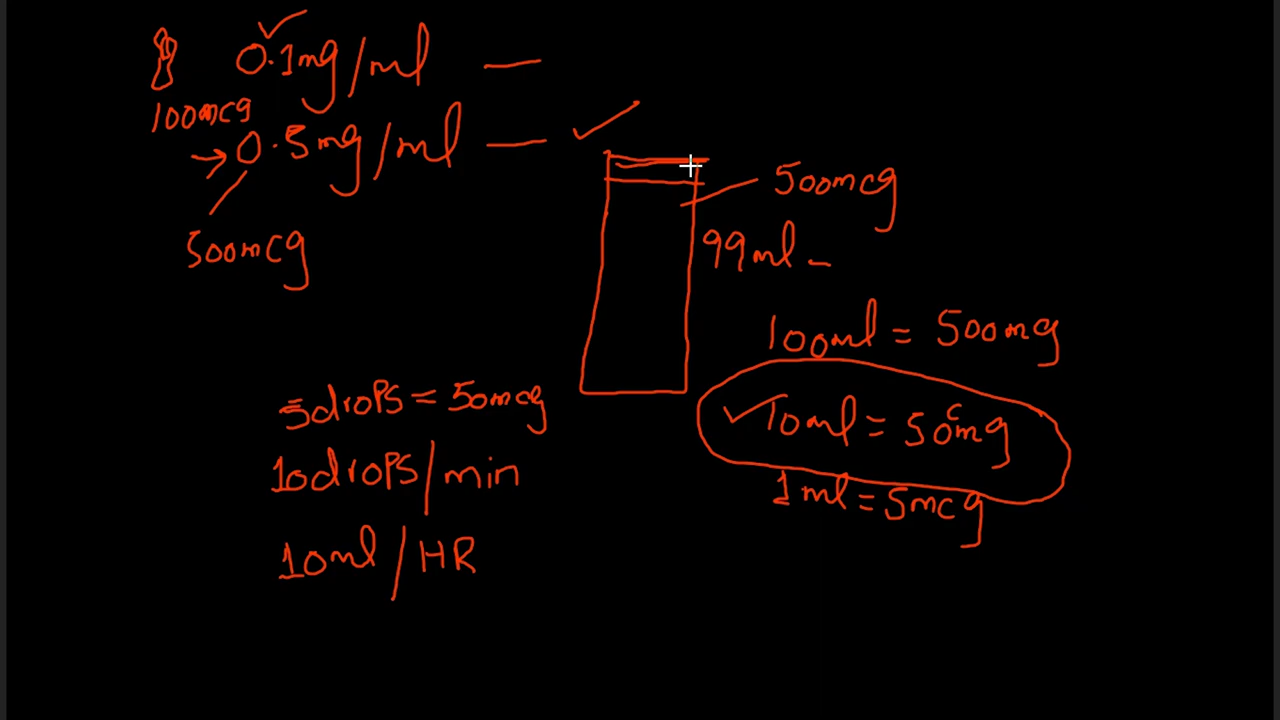 0.1mg/ml —
100mcg
→ 0.5mg/ml — ✓
500mcg
500mcg
99ml -
100ml = 500mg
✓10ml = 50mcg
1ml = 5mcg
5drops = 50mcg
10drops/min
10ml/HR